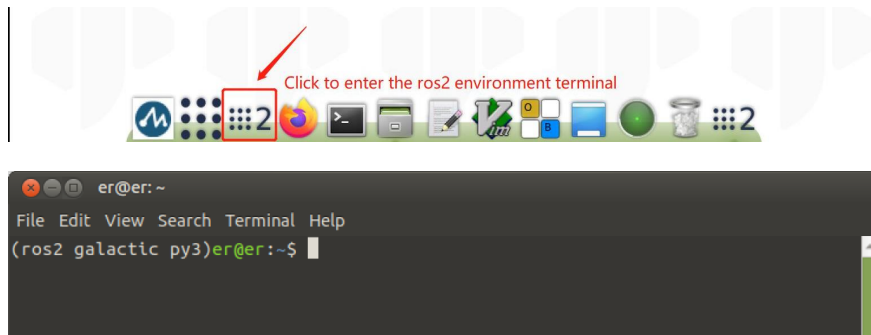 Click to enter the ros2 environment terminal
2
>_
Vim
O
B
2
er@er: ~
File Edit View Search Terminal Help
(ros2 galactic py3)er@er:~$